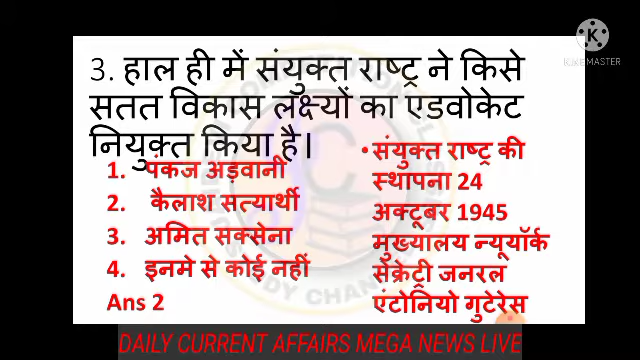 3. हाल ही में संयुक्त राष्ट्र ने किसे
सतत विकास लक्ष्यों का एडवोकेट
नियुक्त किया है।
1. पंकज अडवानी
2. कैलाश सत्यार्थी
3. अमित सक्सेना
4. इनमे से कोई नहीं
Ans 2
• संयुक्त राष्ट्र की
स्थापना 24
अक्टूबर 1945
मुख्यालय न्यूयॉर्क
सेक्रेट्री जनरल
एंटोनियो गुटेरेस
KINEMASTER
DAILY CURRENT AFFAIRS MEGA NEWS LIVE